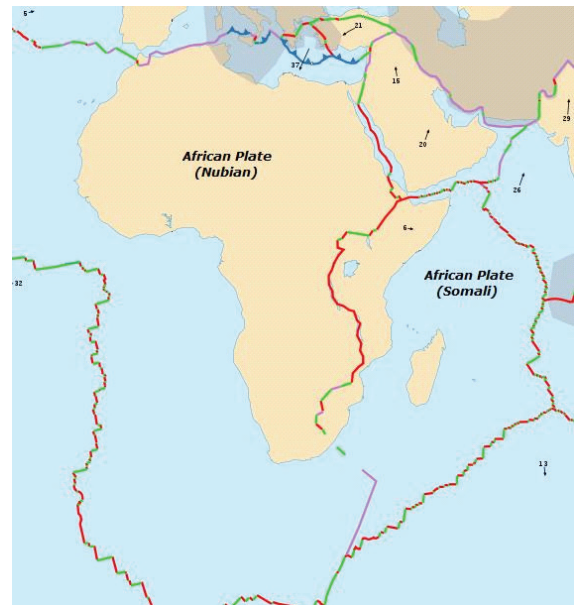 5
21
37
15
29
African Plate
(Nubian)
20
26
6
African Plate
(Somali)
32
13